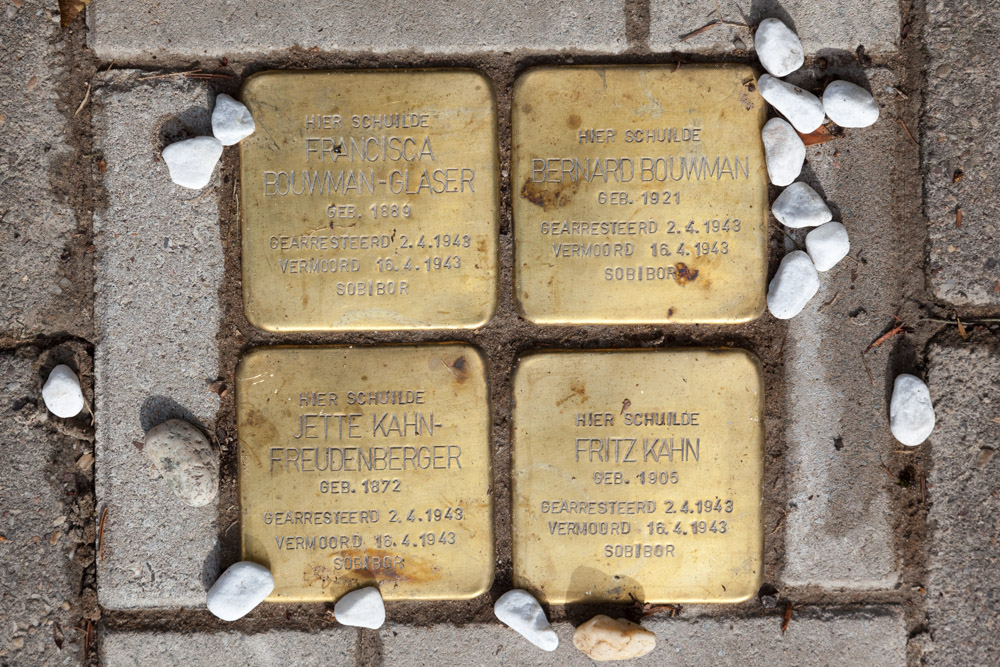 HIER SCHUILDE
FRANCISCA
BOUWMAN-GLASER
GEB. 1889
GEARRESTEERD 2.4.1943
VERMOORD 16.4.1943
SOBIBOR
HIER SCHUILDE
BERNARD BOUWMAN
GEB. 1921
GEARRESTEERD 2.4.1943
VERMOORD 16.4.1943
SOBIBOR
HIER SCHUILDE
JETTE KAHN-
FREUDENBERGER
GEB. 1872
GEARRESTEERD 2.4.1943
VERMOORD 16.4.1943
SOBIBOR
HIER SCHUILDE
FRITZ KAHN
GEB. 1905
GEARRESTEERD 2.4.1943
VERMOORD 16.4.1943
SOBIBOR